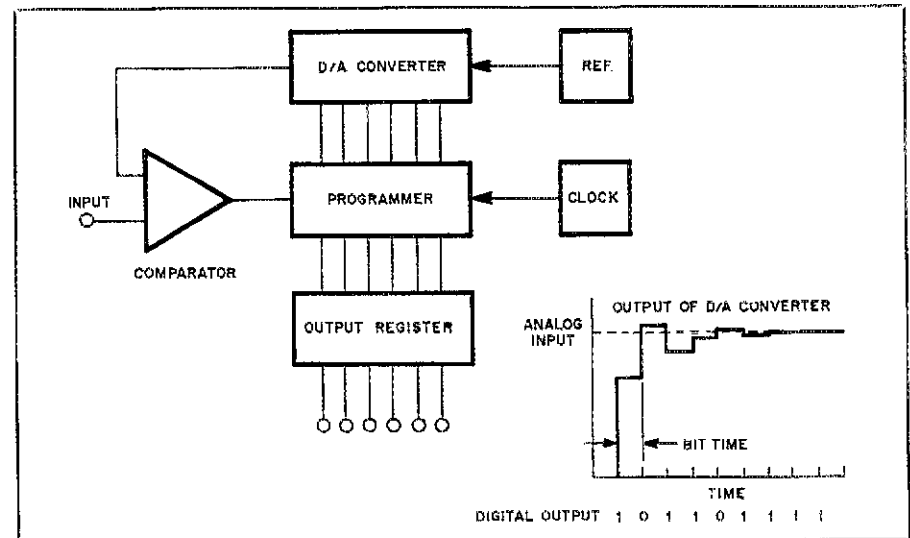 D/A CONVERTER
REF.
INPUT
PROGRAMMER
CLOCK
COMPARATOR
OUTPUT REGISTER
OUTPUT OF D/A CONVERTER
ANALOG
INPUT
BIT TIME
TIME
DIGITAL OUTPUT 1 0 1 1 0 1 1 1 1